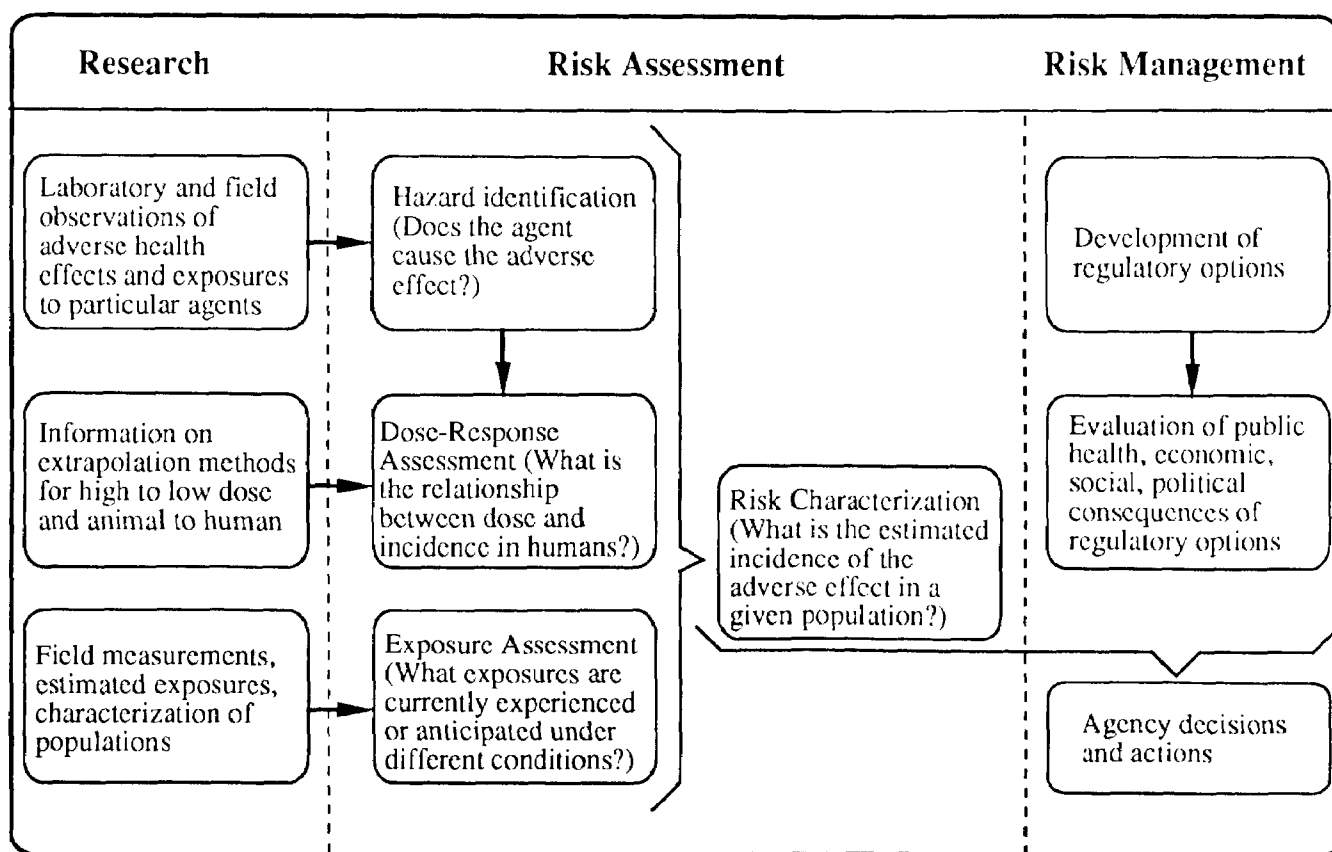 Research
Risk Assessment
Risk Management
Laboratory and field
observations of
adverse health
effects and exposures
to particular agents
Hazard identification
(Does the agent
cause the adverse
effect?)
Development of
regulatory options
Information on
extrapolation methods
for high to low dose
and animal to human
Dose-Response
Assessment (What is
the relationship
between dose and
incidence in humans?)
Risk Characterization
(What is the estimated
incidence of the
adverse effect in a
given population?)
Evaluation of public
health, economic,
social, political
consequences of
regulatory options
Field measurements,
estimated exposures,
characterization of
populations
Exposure Assessment
(What exposures are
currently experienced
or anticipated under
different conditions?)
Agency decisions
and actions